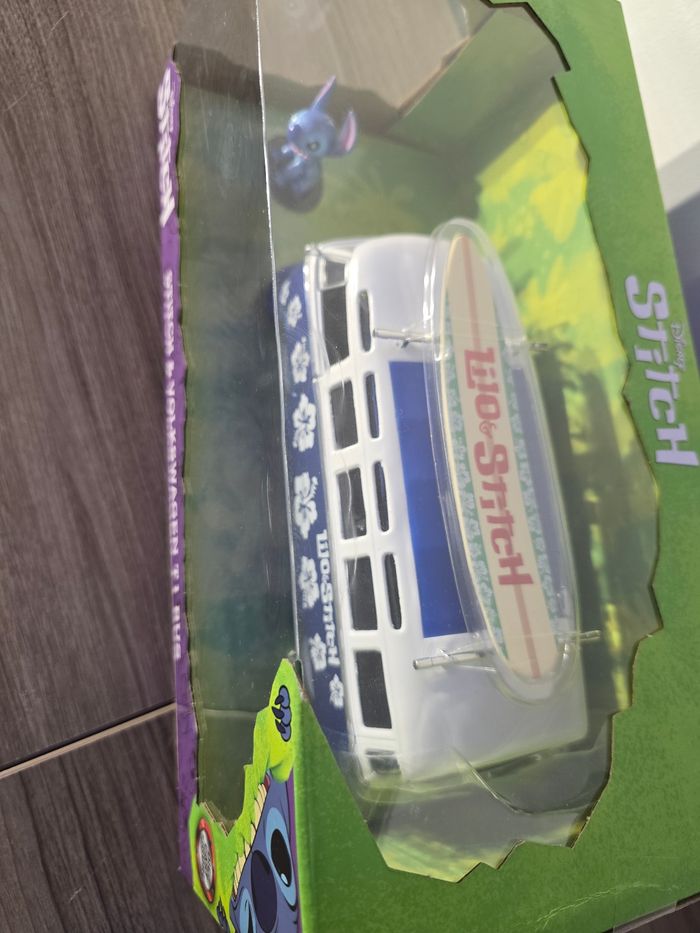 Disney
Stitch
Lilo & Stitch
Lilo & Stitch
Stitch
STITCH & VOLKSWAGEN T1 BUS